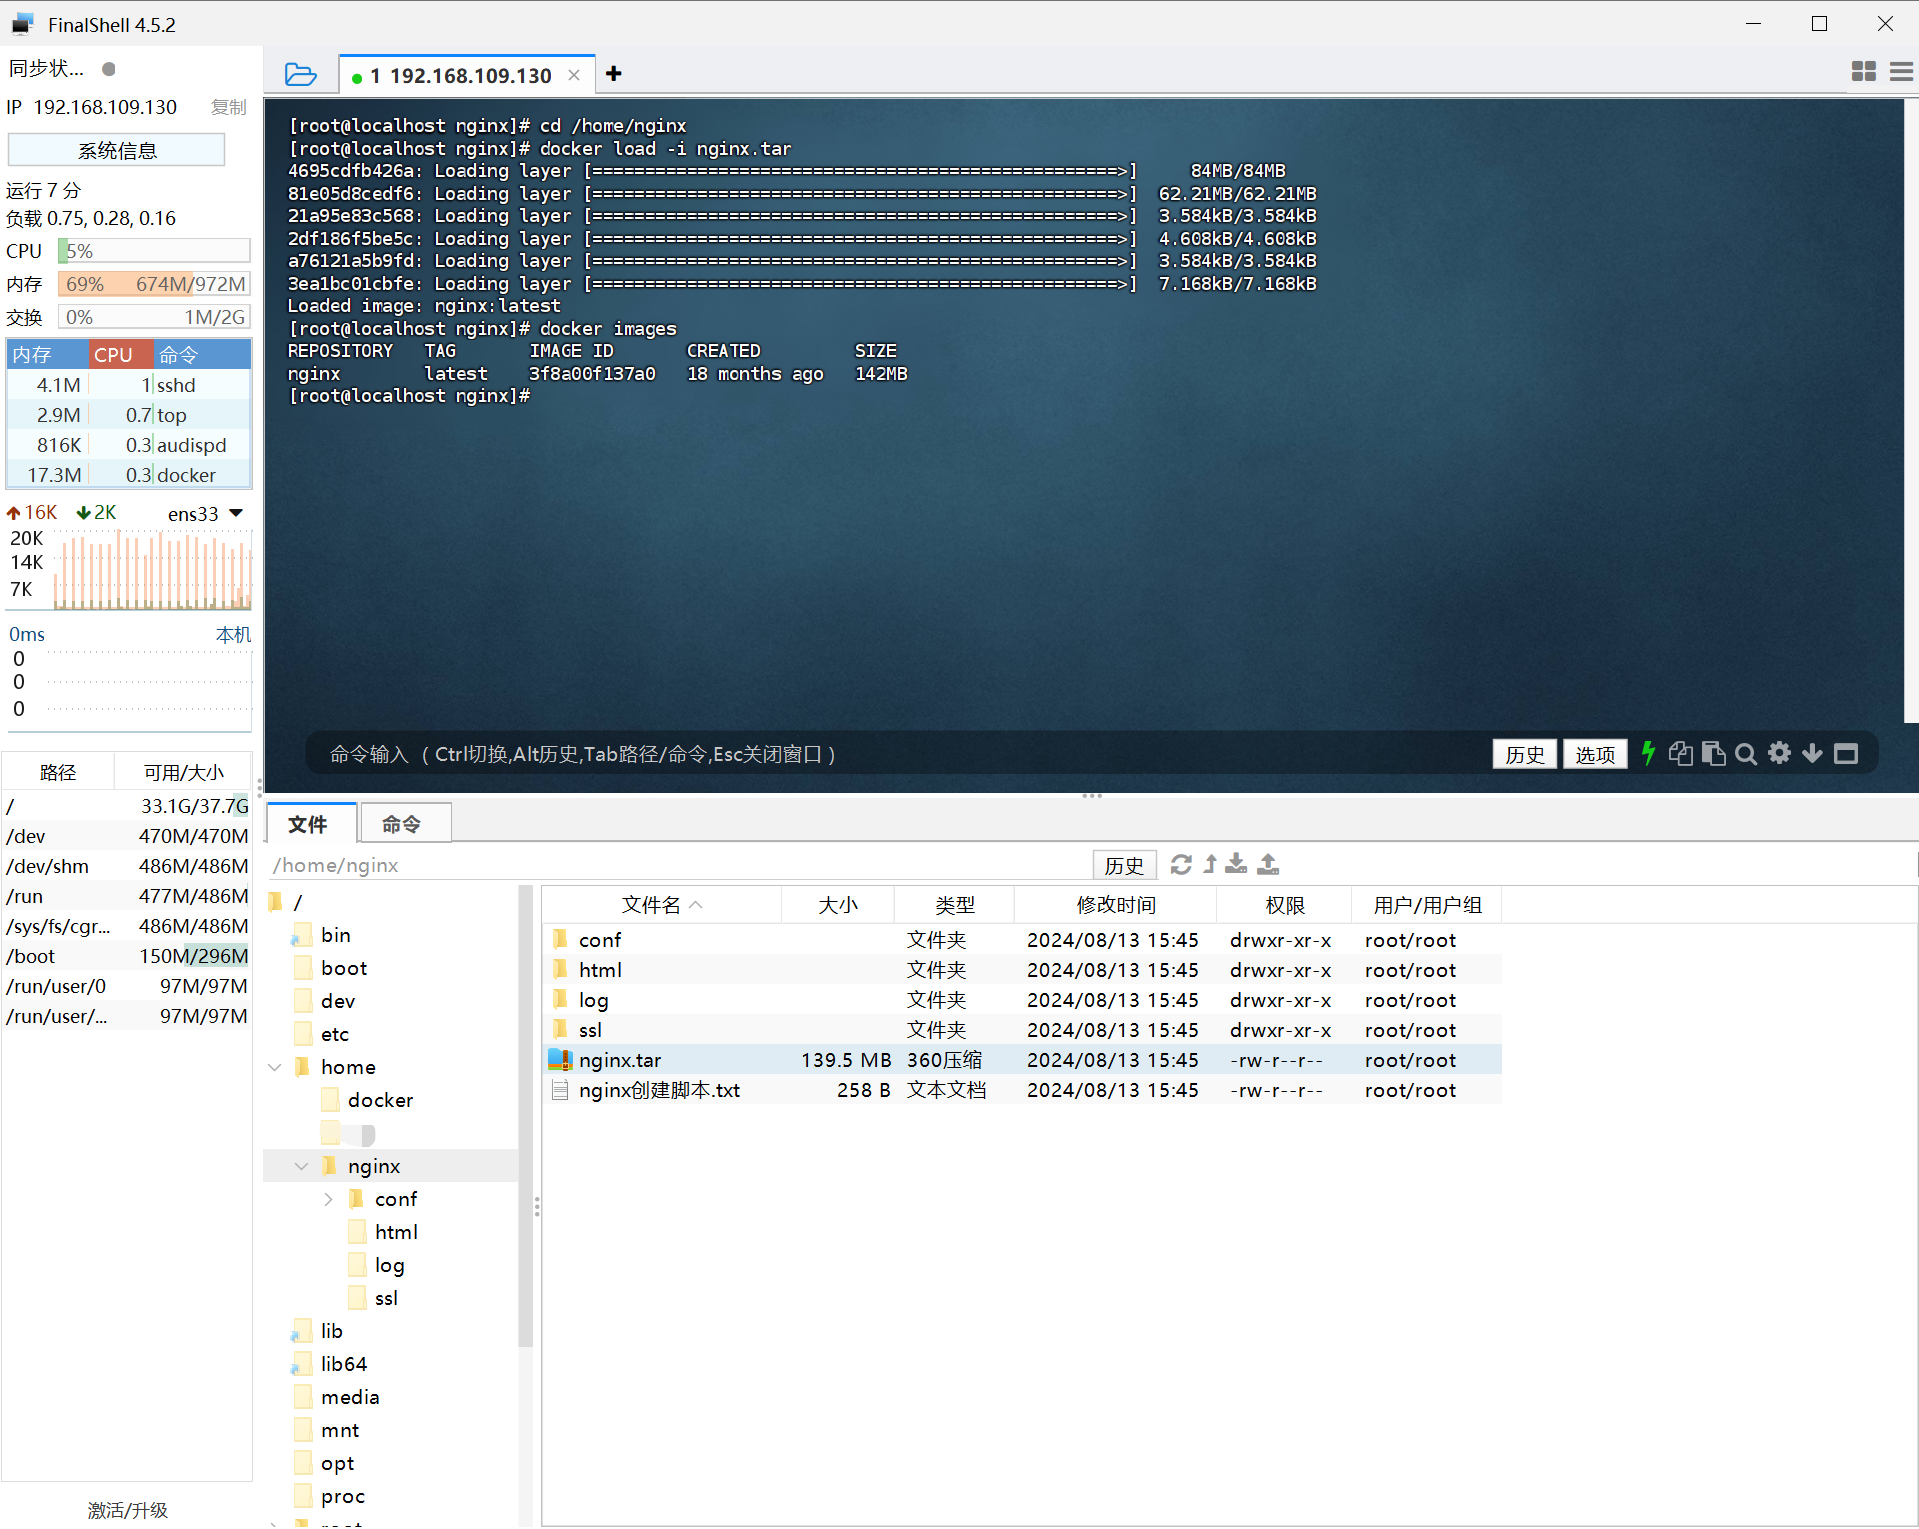 FinalShell 4.5.2
同步状...
IP 192.168.109.130 复制
系统信息
运行 7 分
负载 0.75, 0.28, 0.16
CPU 5%
内存 69% 674M/972M
交换 0% 1M/2G
内存 CPU 命令
4.1M 1 sshd
2.9M 0.7 top
816K 0.3 audispd
17.3M 0.3 docker
16K 2K ens33
20K
14K
7K
0ms 本机
0
0
0
路径 可用/大小
/ 33.1G/37.7G
/dev 470M/470M
/dev/shm 486M/486M
/run 477M/486M
/sys/fs/cgr... 486M/486M
/boot 150M/296M
/run/user/0 97M/97M
/run/user/... 97M/97M
激活/升级
1 192.168.109.130
[root@localhost nginx]# cd /home/nginx
[root@localhost nginx]# docker load -i nginx.tar
4695cdfb426a: Loading layer [==================================================>] 84MB/84MB
81e05d8cedf6: Loading layer [==================================================>] 62.21MB/62.21MB
21a95e83c568: Loading layer [==================================================>] 3.584kB/3.584kB
2df186f5be5c: Loading layer [==================================================>] 4.608kB/4.608kB
a76121a5b9fd: Loading layer [==================================================>] 3.584kB/3.584kB
3ea1bc01cbfe: Loading layer [==================================================>] 7.168kB/7.168kB
Loaded image: nginx:latest
[root@localhost nginx]# docker images
REPOSITORY TAG IMAGE ID CREATED SIZE
nginx latest 3f8a00f137a0 18 months ago 142MB
[root@localhost nginx]#
命令输入 （Ctrl切换,Alt历史,Tab路径/命令,Esc关闭窗口） 历史 选项
文件 命令
/home/nginx 历史
/
bin
boot
dev
etc
home
docker
nginx
conf
html
log
ssl
lib
lib64
media
mnt
opt
proc
root
文件名 大小 类型 修改时间 权限 用户/用户组
conf 文件夹 2024/08/13 15:45 drwxr-xr-x root/root
html 文件夹 2024/08/13 15:45 drwxr-xr-x root/root
log 文件夹 2024/08/13 15:45 drwxr-xr-x root/root
ssl 文件夹 2024/08/13 15:45 drwxr-xr-x root/root
nginx.tar 139.5 MB 360压缩 2024/08/13 15:45 -rw-r--r-- root/root
nginx创建脚本.txt 258 B 文本文档 2024/08/13 15:45 -rw-r--r-- root/root